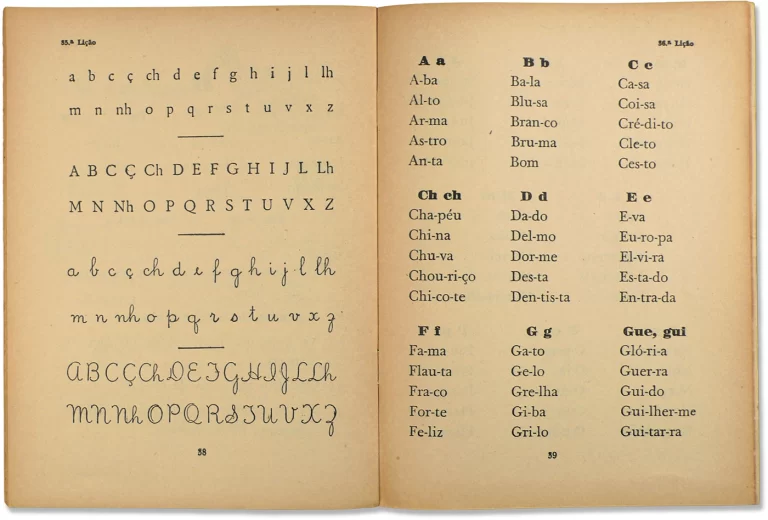 35.ª Lição
a b c ç ch d e f g h i j l lh
m n nh o p q r s t u v x z
A B C Ç Ch D E F G H I J L Lh
M N Nh O P Q R S T U V X Z
a b c ç ch d e f g h i j l lh
m n nh o p q r s t u v x z
A B C Ç Ch D E F G H I J L Lh
M N Nh O P Q R S T U V X Z
38
36.ª Lição
A a
A-ba
Al-to
Ar-ma
As-tro
An-ta
B b
Ba-la
Blu-sa
Bran-co
Bru-ma
Bom
C c
Ca-sa
Coi-sa
Cré-di-to
Cle-to
Ces-to
Ch ch
Cha-péu
Chi-na
Chu-va
Chou-ri-ço
Chi-co-te
D d
Da-do
Del-mo
Dor-me
Des-ta
Den-tis-ta
E e
E-va
Eu-ro-pa
El-vi-ra
Es-ta-do
En-tra-da
F f
Fa-ma
Flau-ta
Fra-co
For-te
Fe-liz
G g
Ga-to
Ge-lo
Gre-lha
Gi-ba
Gri-lo
Gue, gui
Gló-ri-a
Guer-ra
Gui-do
Gui-lher-me
Gui-tar-ra
39